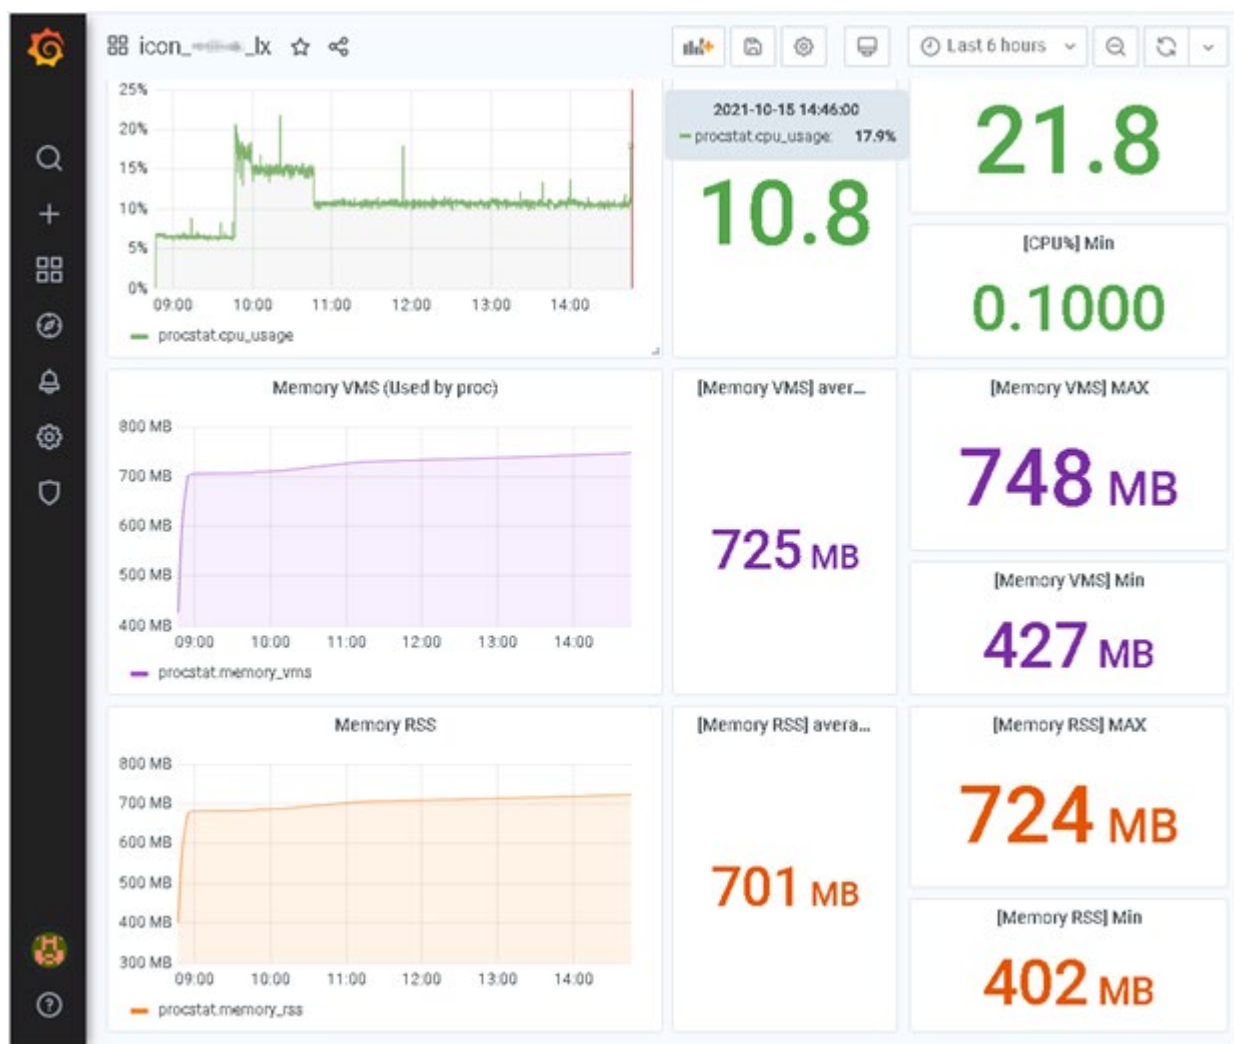 icon_ _lx
Last 6 hours
25%
20%
15%
10%
5%
0%
09:00 10:00 11:00 12:00 13:00 14:00
procstat.cpu_usage
2021-10-15 14:46:00
procstat.cpu_usage: 17.9%
10.8
21.8
[CPU%] Min
0.1000
Memory VMS (Used by proc)
800 MB
700 MB
600 MB
500 MB
400 MB
09:00 10:00 11:00 12:00 13:00 14:00
procstat.memory_vms
[Memory VMS] aver...
725 MB
[Memory VMS] MAX
748 MB
[Memory VMS] Min
427 MB
Memory RSS
800 MB
700 MB
600 MB
500 MB
400 MB
300 MB
09:00 10:00 11:00 12:00 13:00 14:00
procstat.memory_rss
[Memory RSS] avera...
701 MB
[Memory RSS] MAX
724 MB
[Memory RSS] Min
402 MB